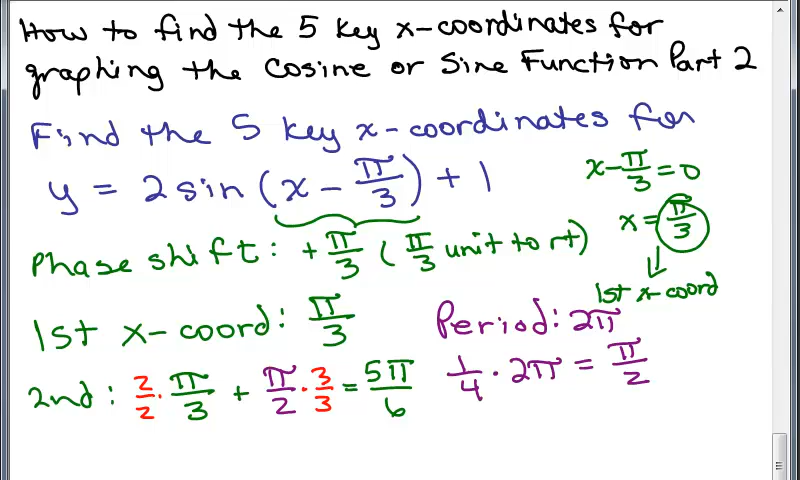 How to find the 5 key x-coordinates for
graphing the Cosine or Sine Function Part 2
Find the 5 key x-coordinates for
y = 2 sin (x - π/3) + 1
x - π/3 = 0
x = π/3
1st x-coord
Phase shift: + π/3 (π/3 unit to rt)
1st x-coord: π/3
Period: 2π
1/4 · 2π = π/2
2nd: 2/2 · π/3 + π/2 · 3/3 = 5π/6